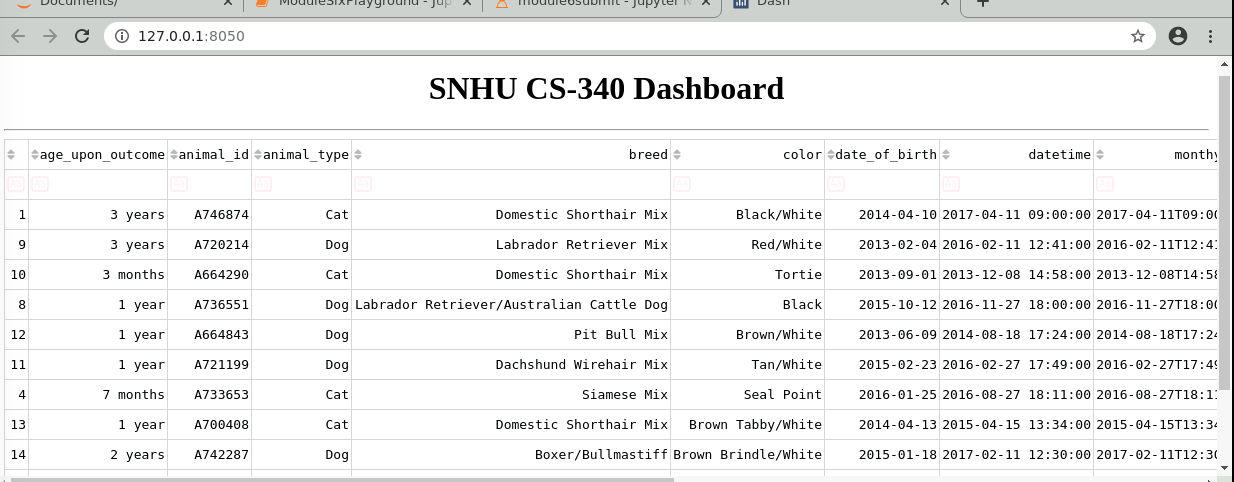 Documents/ ModuleSixPlayground - Jup module6submit - Jupyter N Dash
127.0.0.1:8050
SNHU CS-340 Dashboard
age_upon_outcome animal_id animal_type breed color date_of_birth datetime monthy
1 3 years A746874 Cat Domestic Shorthair Mix Black/White 2014-04-10 2017-04-11 09:00:00 2017-04-11T09:00
9 3 years A720214 Dog Labrador Retriever Mix Red/White 2013-02-04 2016-02-11 12:41:00 2016-02-11T12:41
10 3 months A664290 Cat Domestic Shorthair Mix Tortie 2013-09-01 2013-12-08 14:58:00 2013-12-08T14:58
8 1 year A736551 Dog Labrador Retriever/Australian Cattle Dog Black 2015-10-12 2016-11-27 18:00:00 2016-11-27T18:00
12 1 year A664843 Dog Pit Bull Mix Brown/White 2013-06-09 2014-08-18 17:24:00 2014-08-18T17:24
11 1 year A721199 Dog Dachshund Wirehair Mix Tan/White 2015-02-23 2016-02-27 17:49:00 2016-02-27T17:49
4 7 months A733653 Cat Siamese Mix Seal Point 2016-01-25 2016-08-27 18:11:00 2016-08-27T18:11
13 1 year A700408 Cat Domestic Shorthair Mix Brown Tabby/White 2014-04-13 2015-04-15 13:34:00 2015-04-15T13:34
14 2 years A742287 Dog Boxer/Bullmastiff Brown Brindle/White 2015-01-18 2017-02-11 12:30:00 2017-02-11T12:30